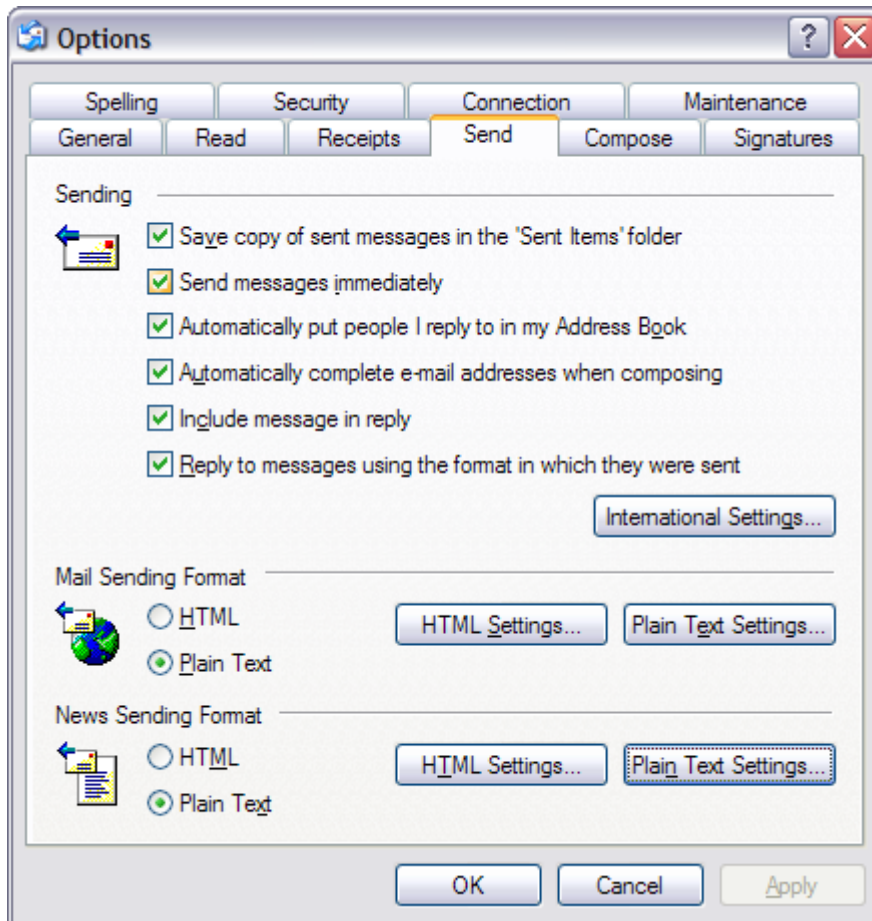 Options
Spelling Security Connection Maintenance
General Read Receipts Send Compose Signatures
Sending
Save copy of sent messages in the 'Sent Items' folder
Send messages immediately
Automatically put people I reply to in my Address Book
Automatically complete e-mail addresses when composing
Include message in reply
Reply to messages using the format in which they were sent
International Settings...
Mail Sending Format
HTML HTML Settings... Plain Text Settings...
Plain Text
News Sending Format
HTML HTML Settings... Plain Text Settings...
Plain Text
OK Cancel Apply